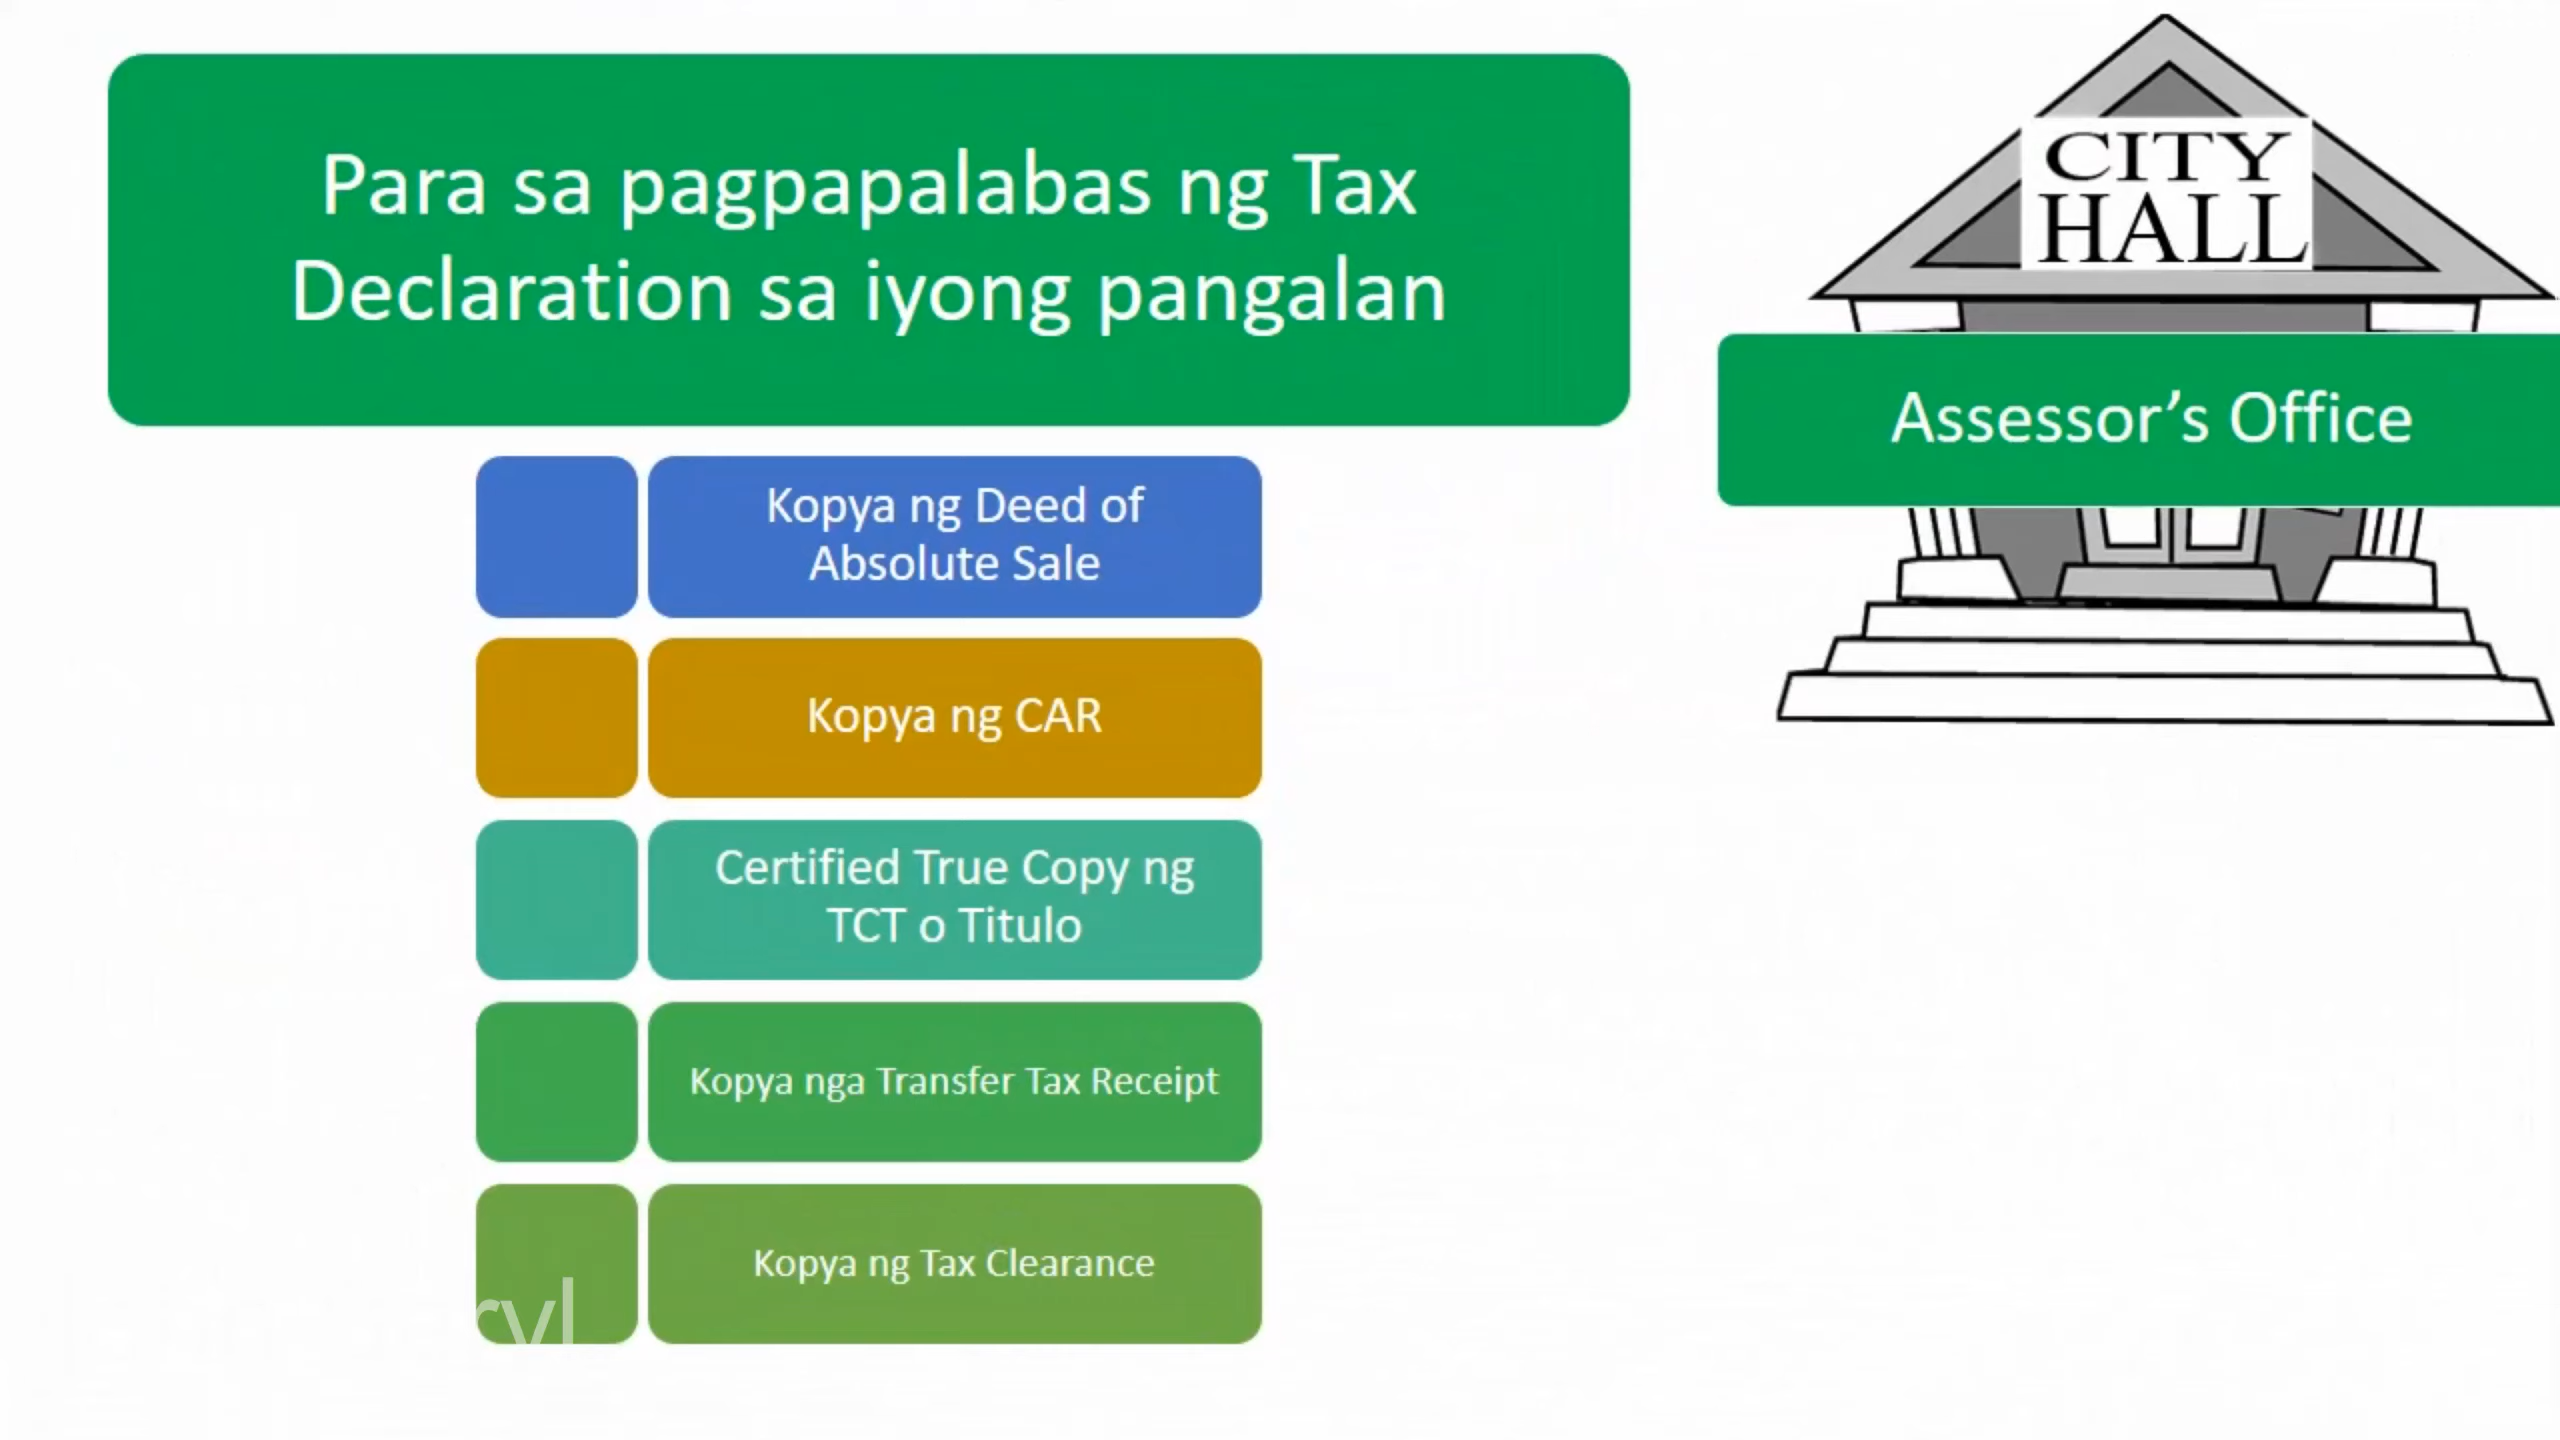 Para sa pagpapalabas ng Tax
Declaration sa iyong pangalan
CITY
HALL
Assessor’s Office
Kopya ng Deed of
Absolute Sale
Kopya ng CAR
Certified True Copy ng
TCT o Titulo
Kopya nga Transfer Tax Receipt
Kopya ng Tax Clearance